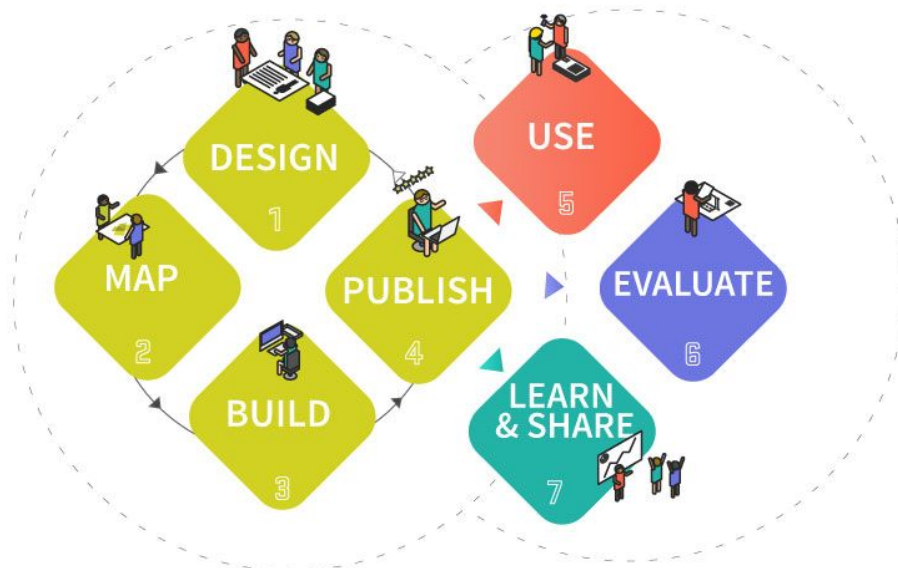 DESIGN
1
MAP
2
BUILD
3
PUBLISH
4
USE
5
EVALUATE
6
LEARN
& SHARE
7